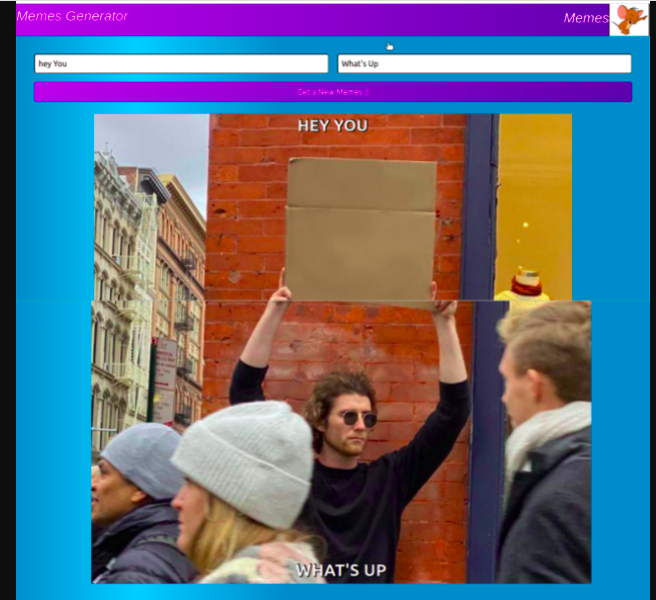 Memes Generator
Memes
hey You
What's Up
Get a New Memes :)
HEY YOU
WHAT'S UP